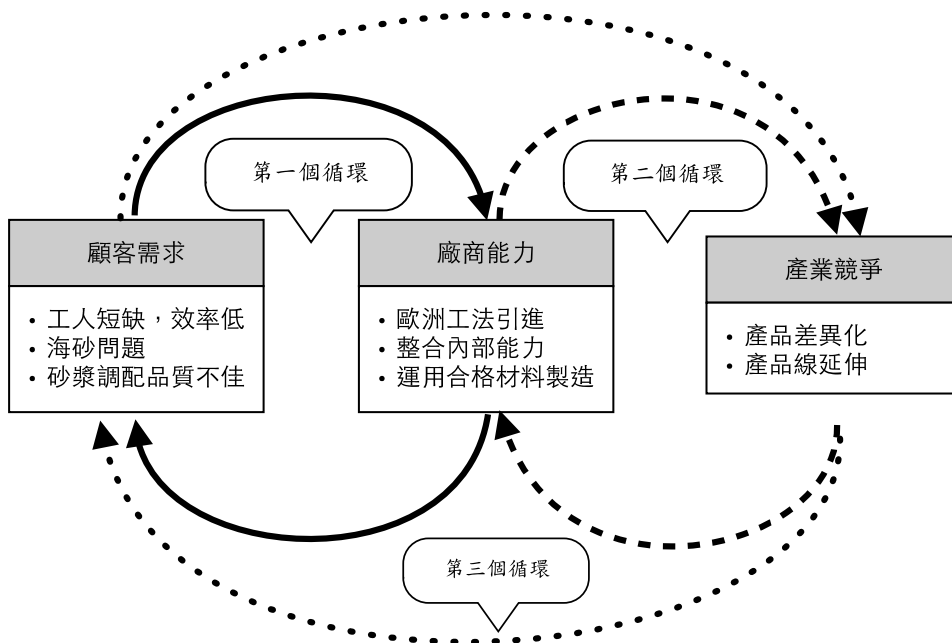 第一個循環
第二個循環
顧客需求
• 工人短缺，效率低
• 海砂問題
• 砂漿調配品質不佳
廠商能力
• 歐洲工法引進
• 整合內部能力
• 運用合格材料製造
產業競爭
• 產品差異化
• 產品線延伸
第三個循環